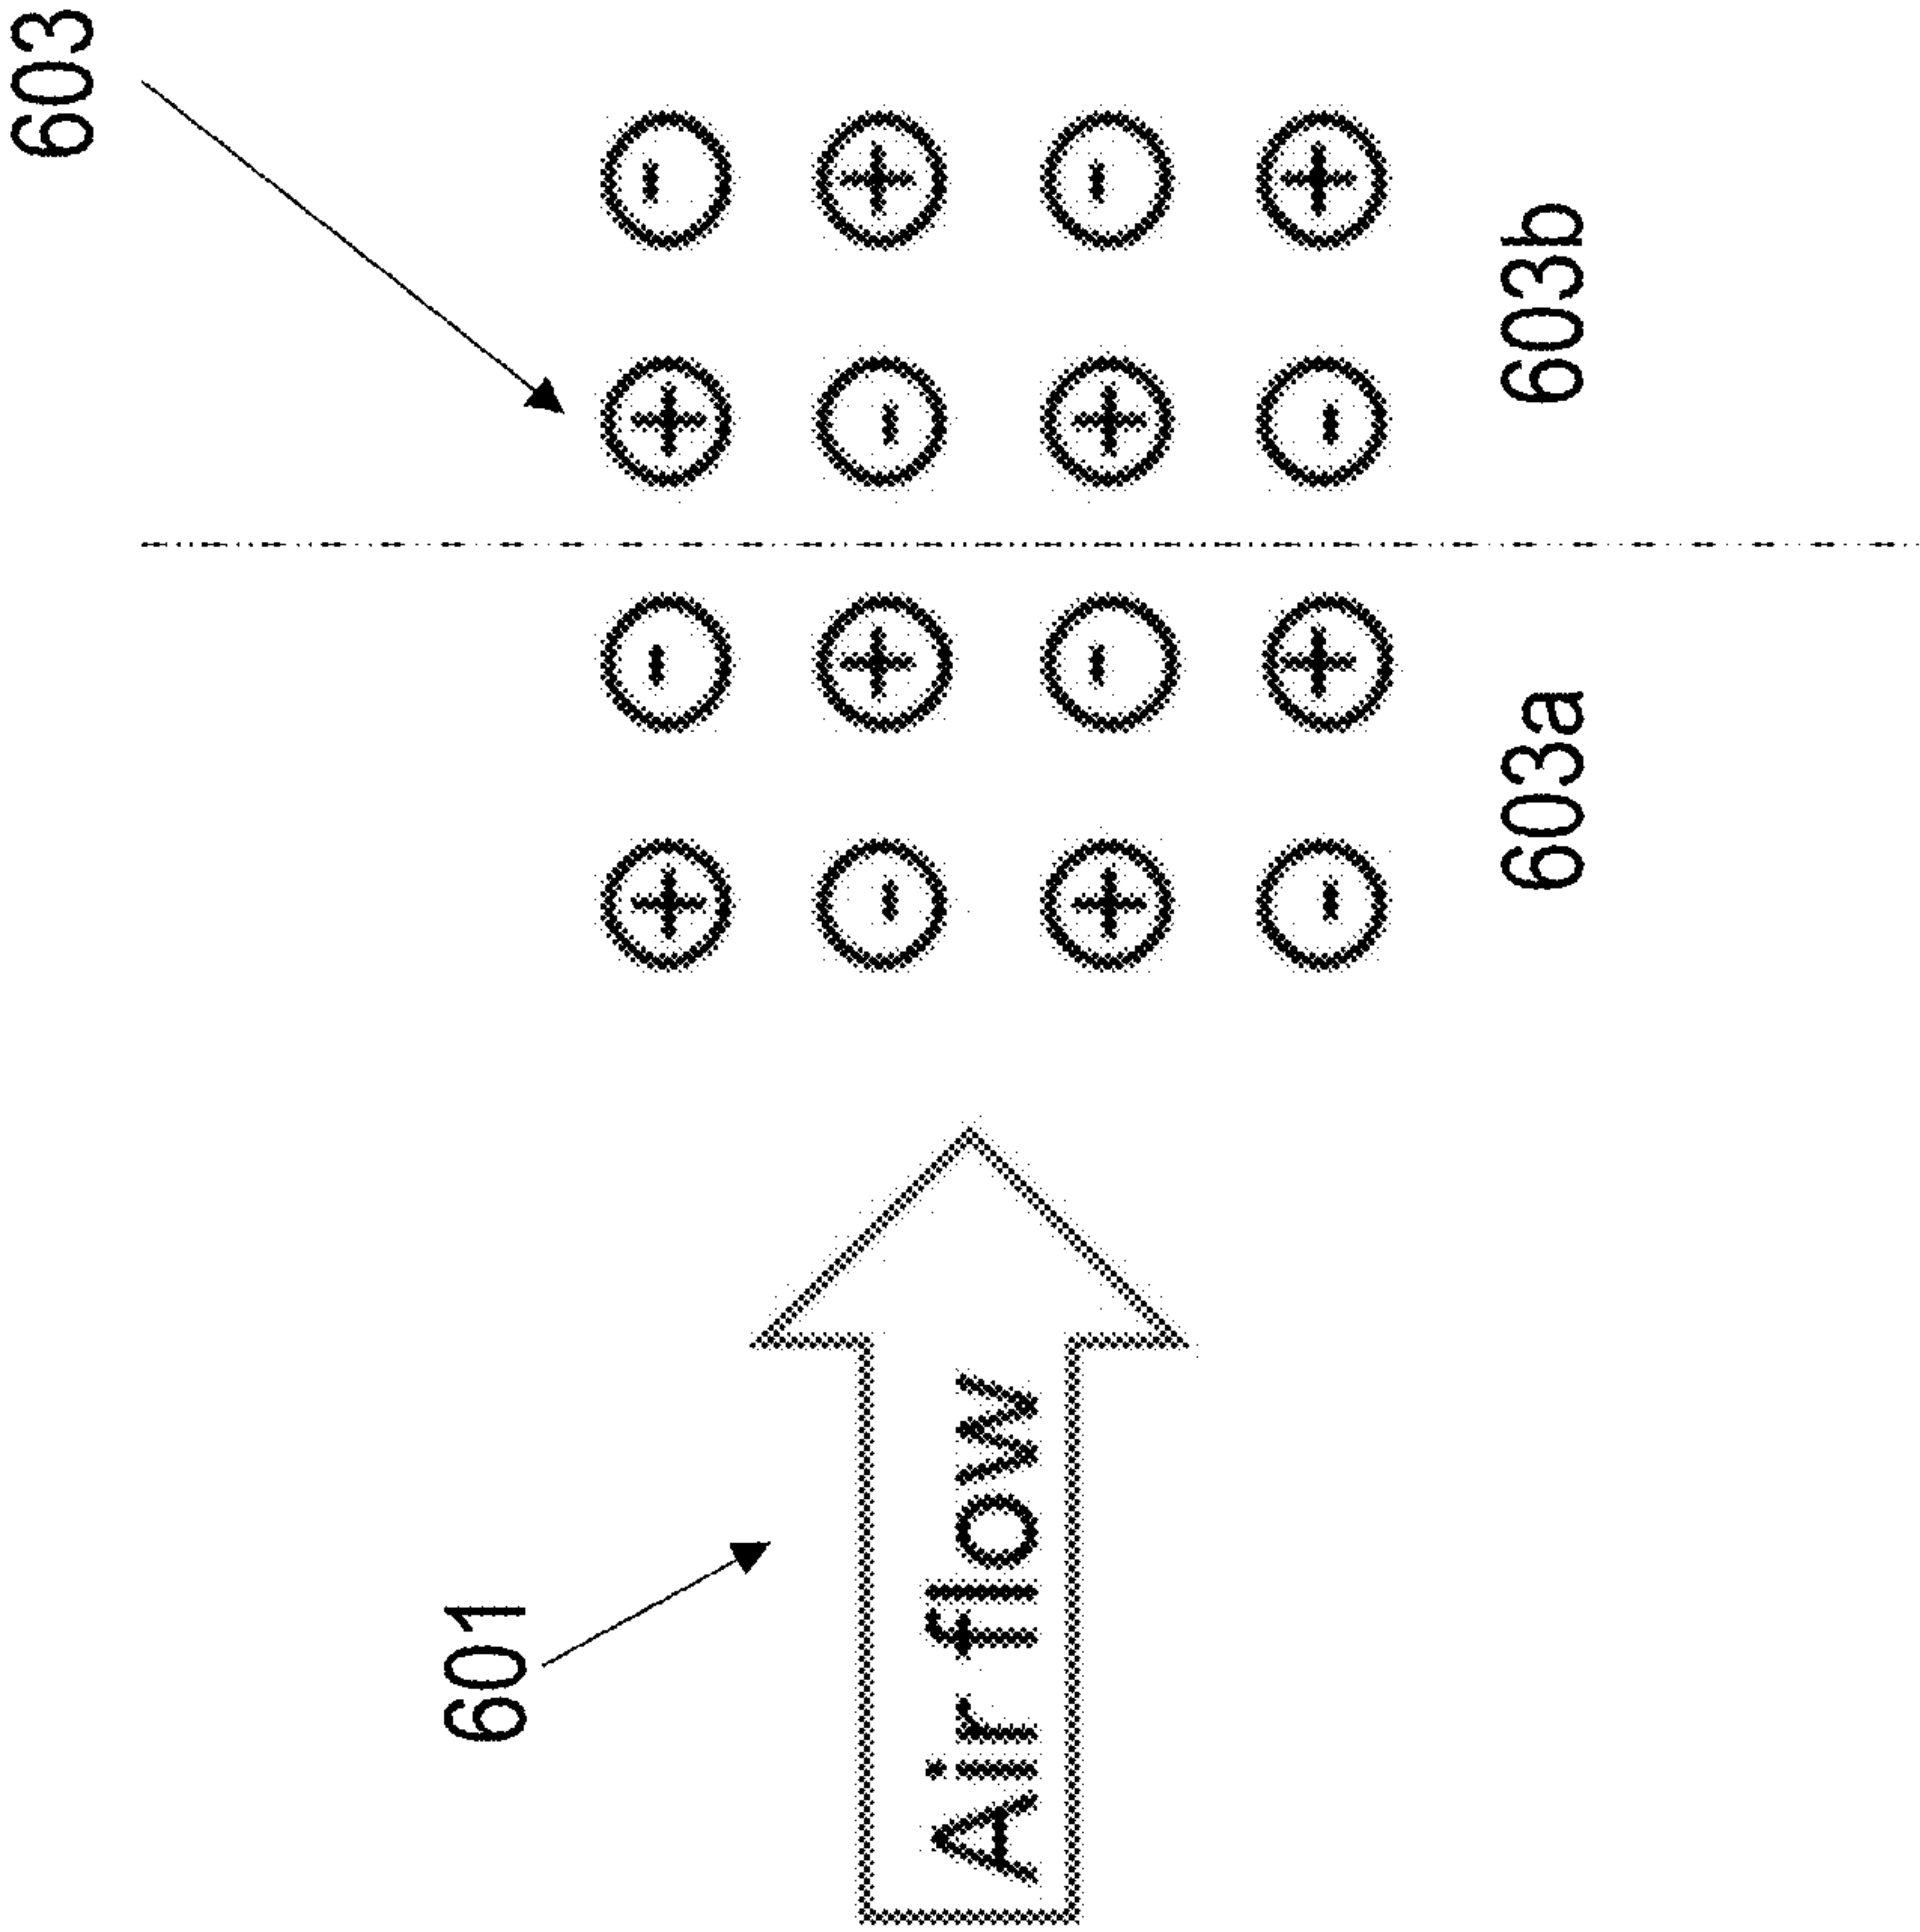 603
601
Air flow
603a
603b
+ - + -
- + - +
+ - + -
- + - +